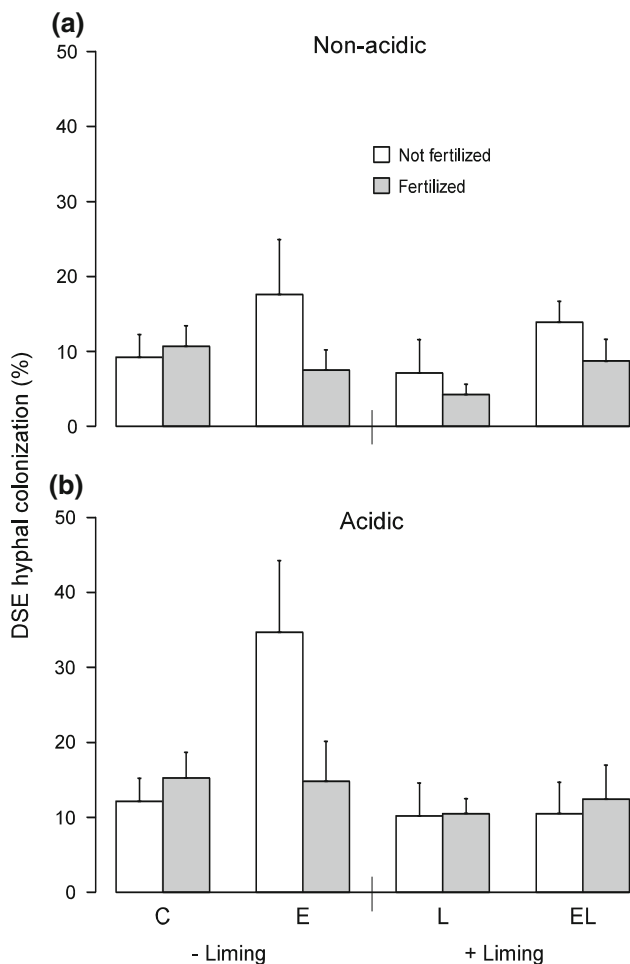 (a)
Non-acidic
50
40
30
20
10
0
Not fertilized
Fertilized
DSE hyphal colonization (%)
(b)
Acidic
50
40
30
20
10
0
C E L EL
- Liming + Liming